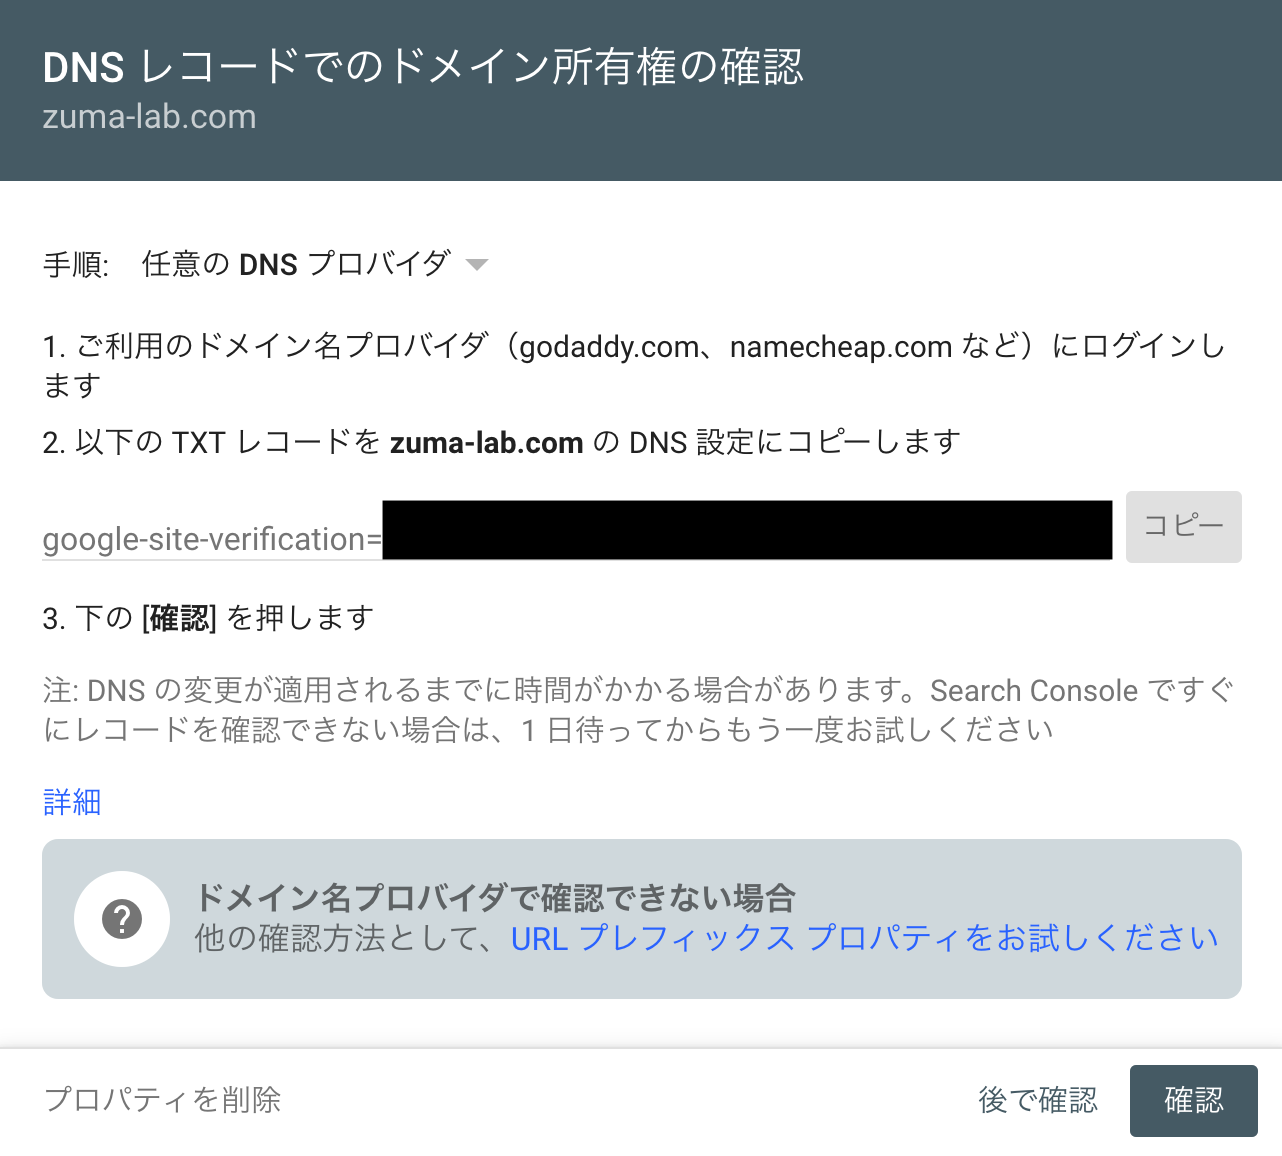 DNS レコードでのドメイン所有権の確認
zuma-lab.com
手順: 任意の DNS プロバイダ
1. ご利用のドメイン名プロバイダ（godaddy.com、namecheap.com など）にログインし
ます
2. 以下の TXT レコードを zuma-lab.com の DNS 設定にコピーします
google-site-verification=
コピー
3. 下の [確認] を押します
注: DNS の変更が適用されるまでに時間がかかる場合があります。Search Console ですぐ
にレコードを確認できない場合は、1 日待ってからもう一度お試しください
詳細
ドメイン名プロバイダで確認できない場合
他の確認方法として、URL プレフィックス プロパティをお試しください
プロパティを削除
後で確認
確認